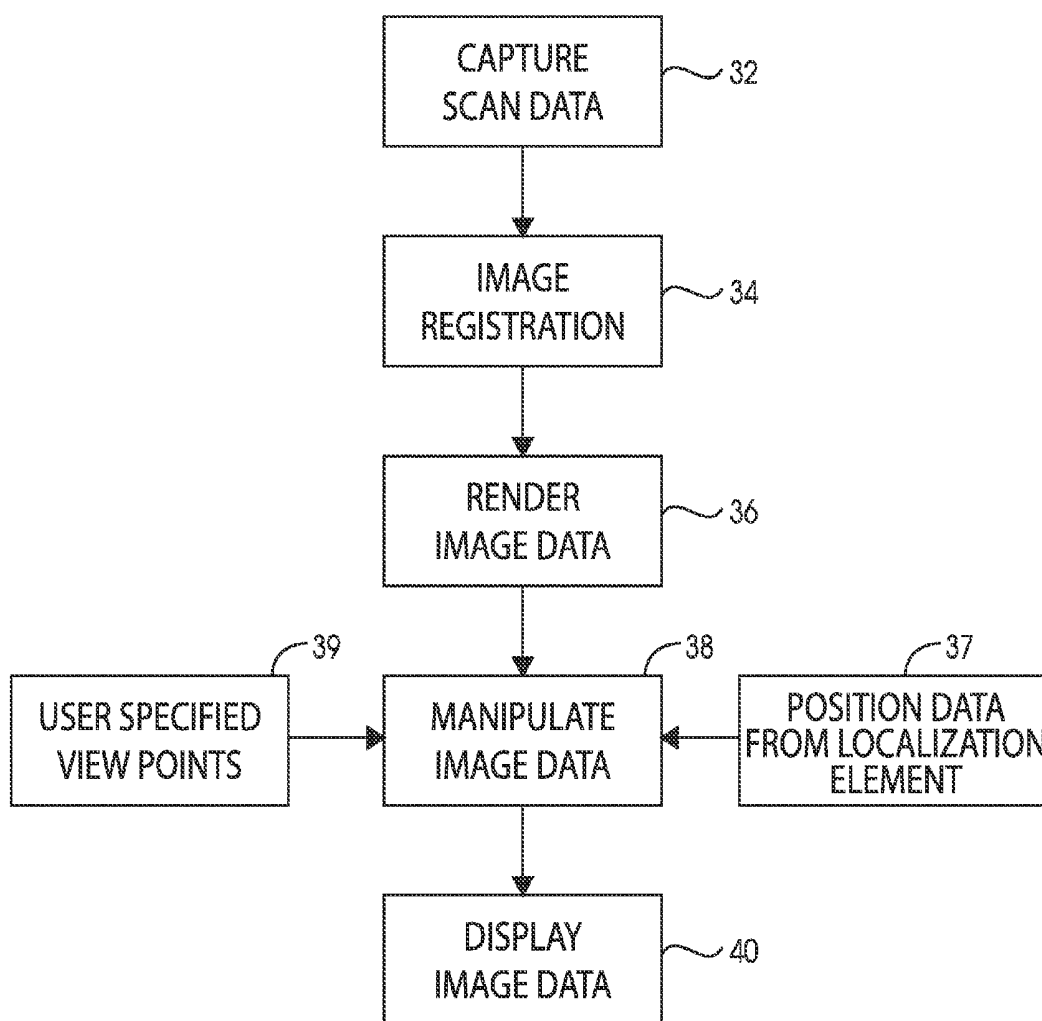 CAPTURE
SCAN DATA
32
IMAGE
REGISTRATION
34
RENDER
IMAGE DATA
36
39
USER SPECIFIED
VIEW POINTS
38
MANIPULATE
IMAGE DATA
37
POSITION DATA
FROM LOCALIZATION
ELEMENT
DISPLAY
IMAGE DATA
40